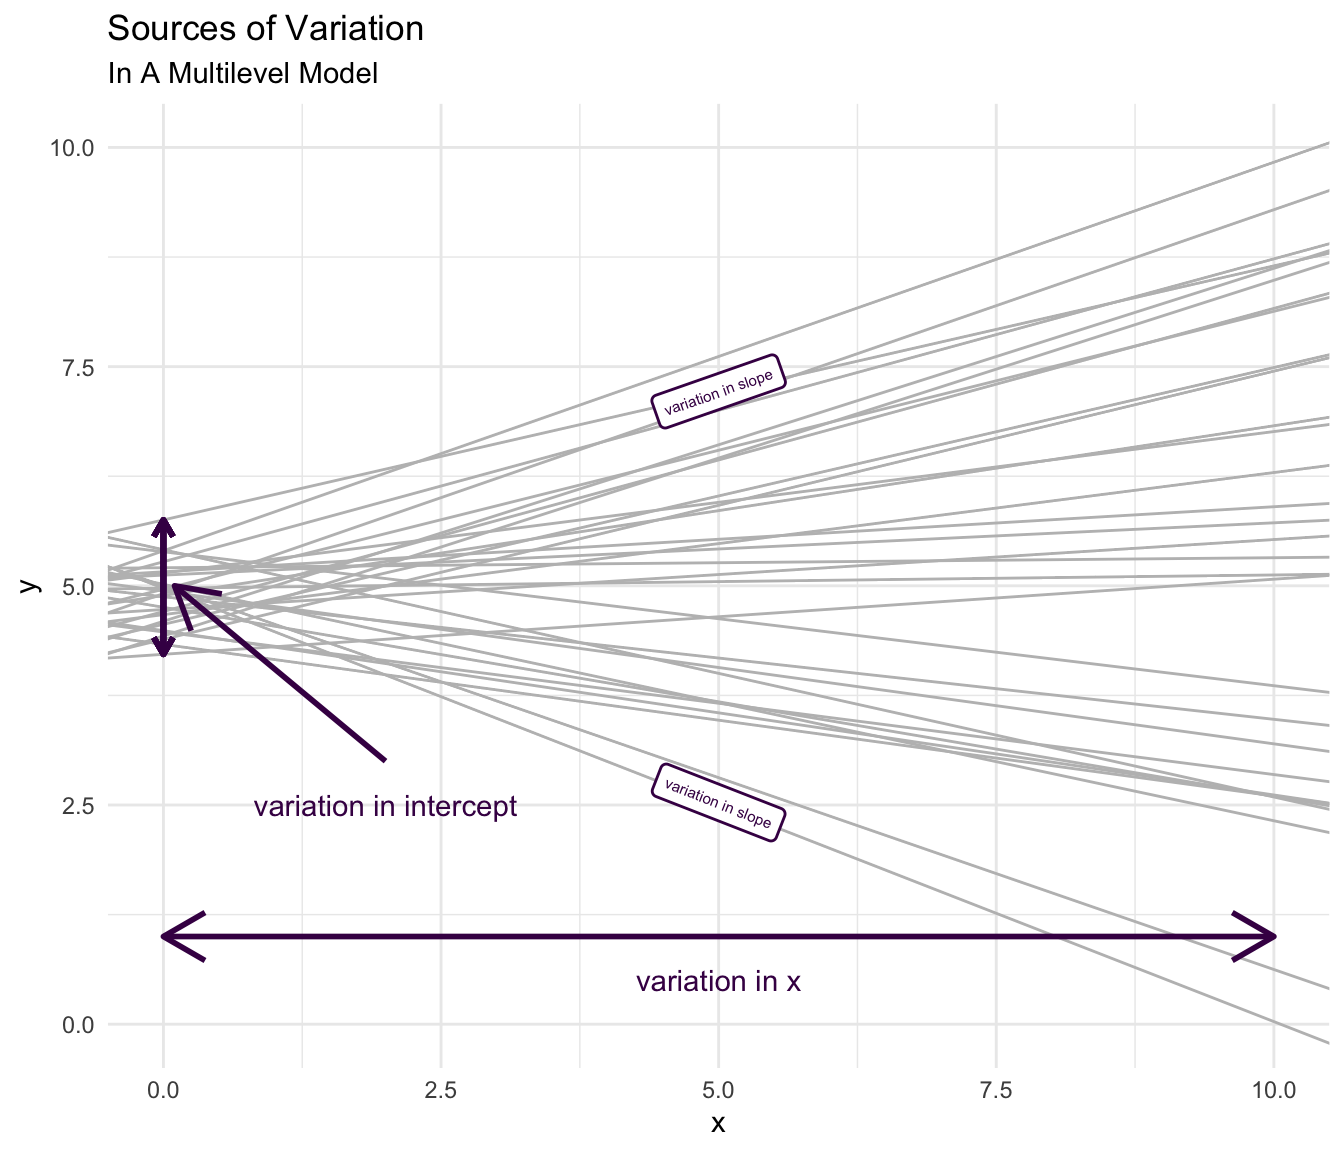 Sources of Variation
In A Multilevel Model
10.0
7.5
variation in slope
y
5.0
variation in slope
2.5
variation in intercept
variation in x
0.0
0.0 2.5 5.0 7.5 10.0
x